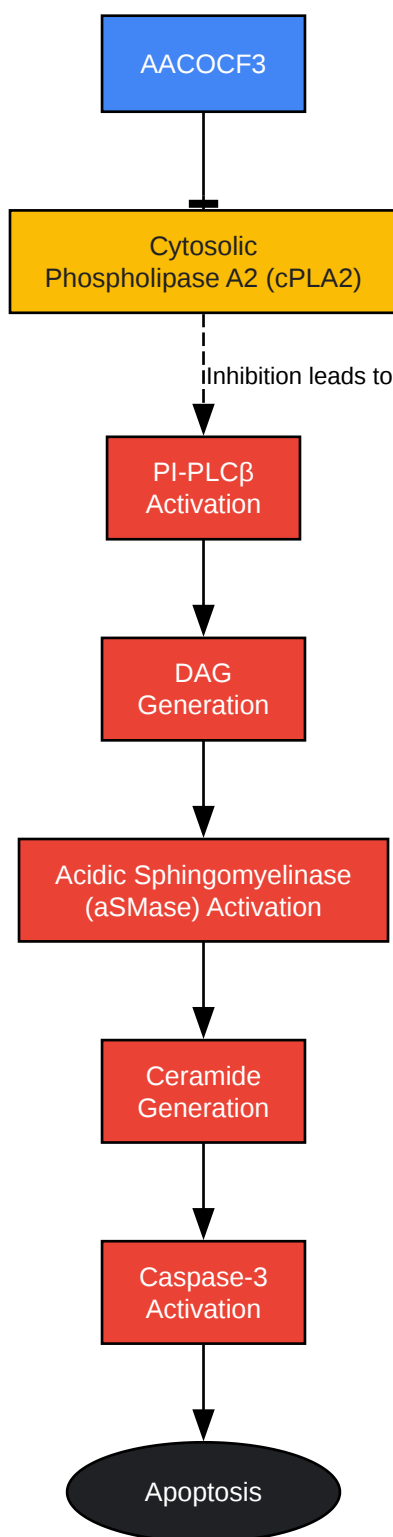 AACOCF3
Cytosolic
Phospholipase A2 (cPLA2)
Inhibition leads to
PI-PLCβ
Activation
DAG
Generation
Acidic Sphingomyelinase
(aSMase) Activation
Ceramide
Generation
Caspase-3
Activation
Apoptosis